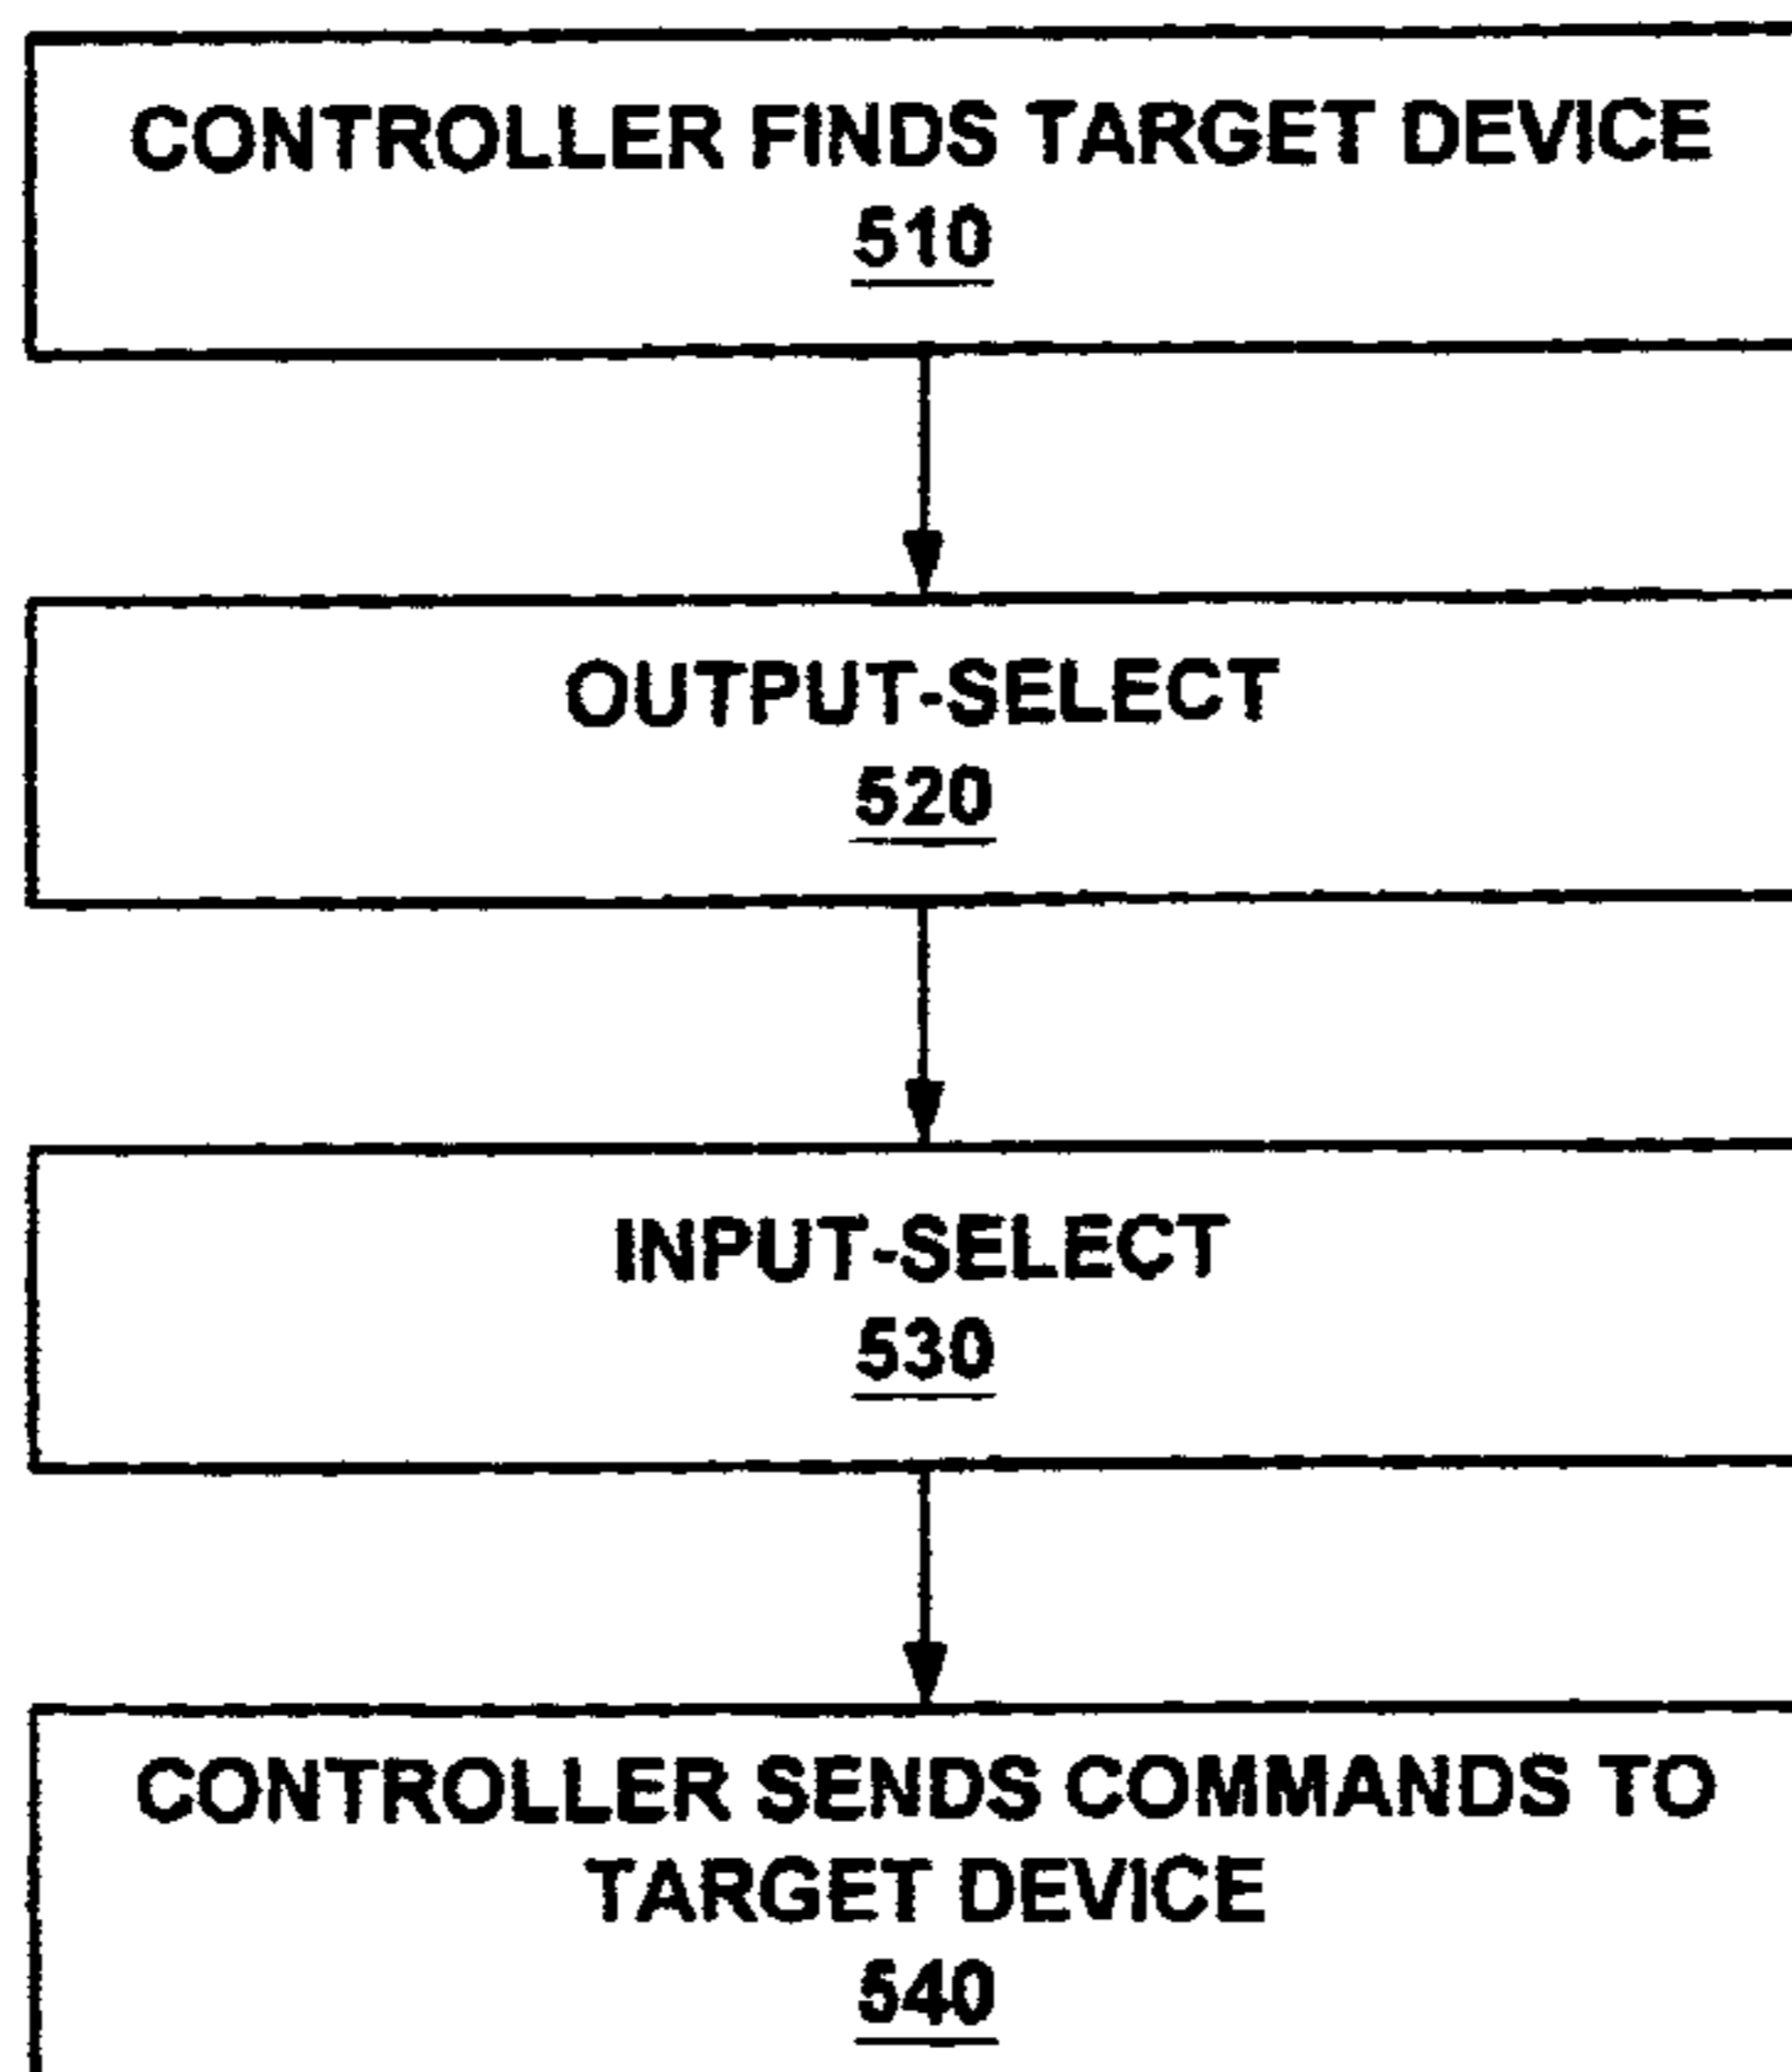 CONTROLLER FINDS TARGET DEVICE
510
OUTPUT-SELECT
520
INPUT-SELECT
530
CONTROLLER SENDS COMMANDS TO
TARGET DEVICE
540